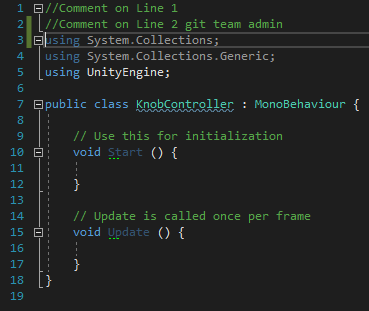 1 //Comment on Line 1
2 //Comment on Line 2 git team admin
3 using System.Collections;
4 using System.Collections.Generic;
5 using UnityEngine;
6
7 public class KnobController : MonoBehaviour {
8
9 // Use this for initialization
10 void Start () {
11
12 }
13
14 // Update is called once per frame
15 void Update () {
16
17 }
18 }
19